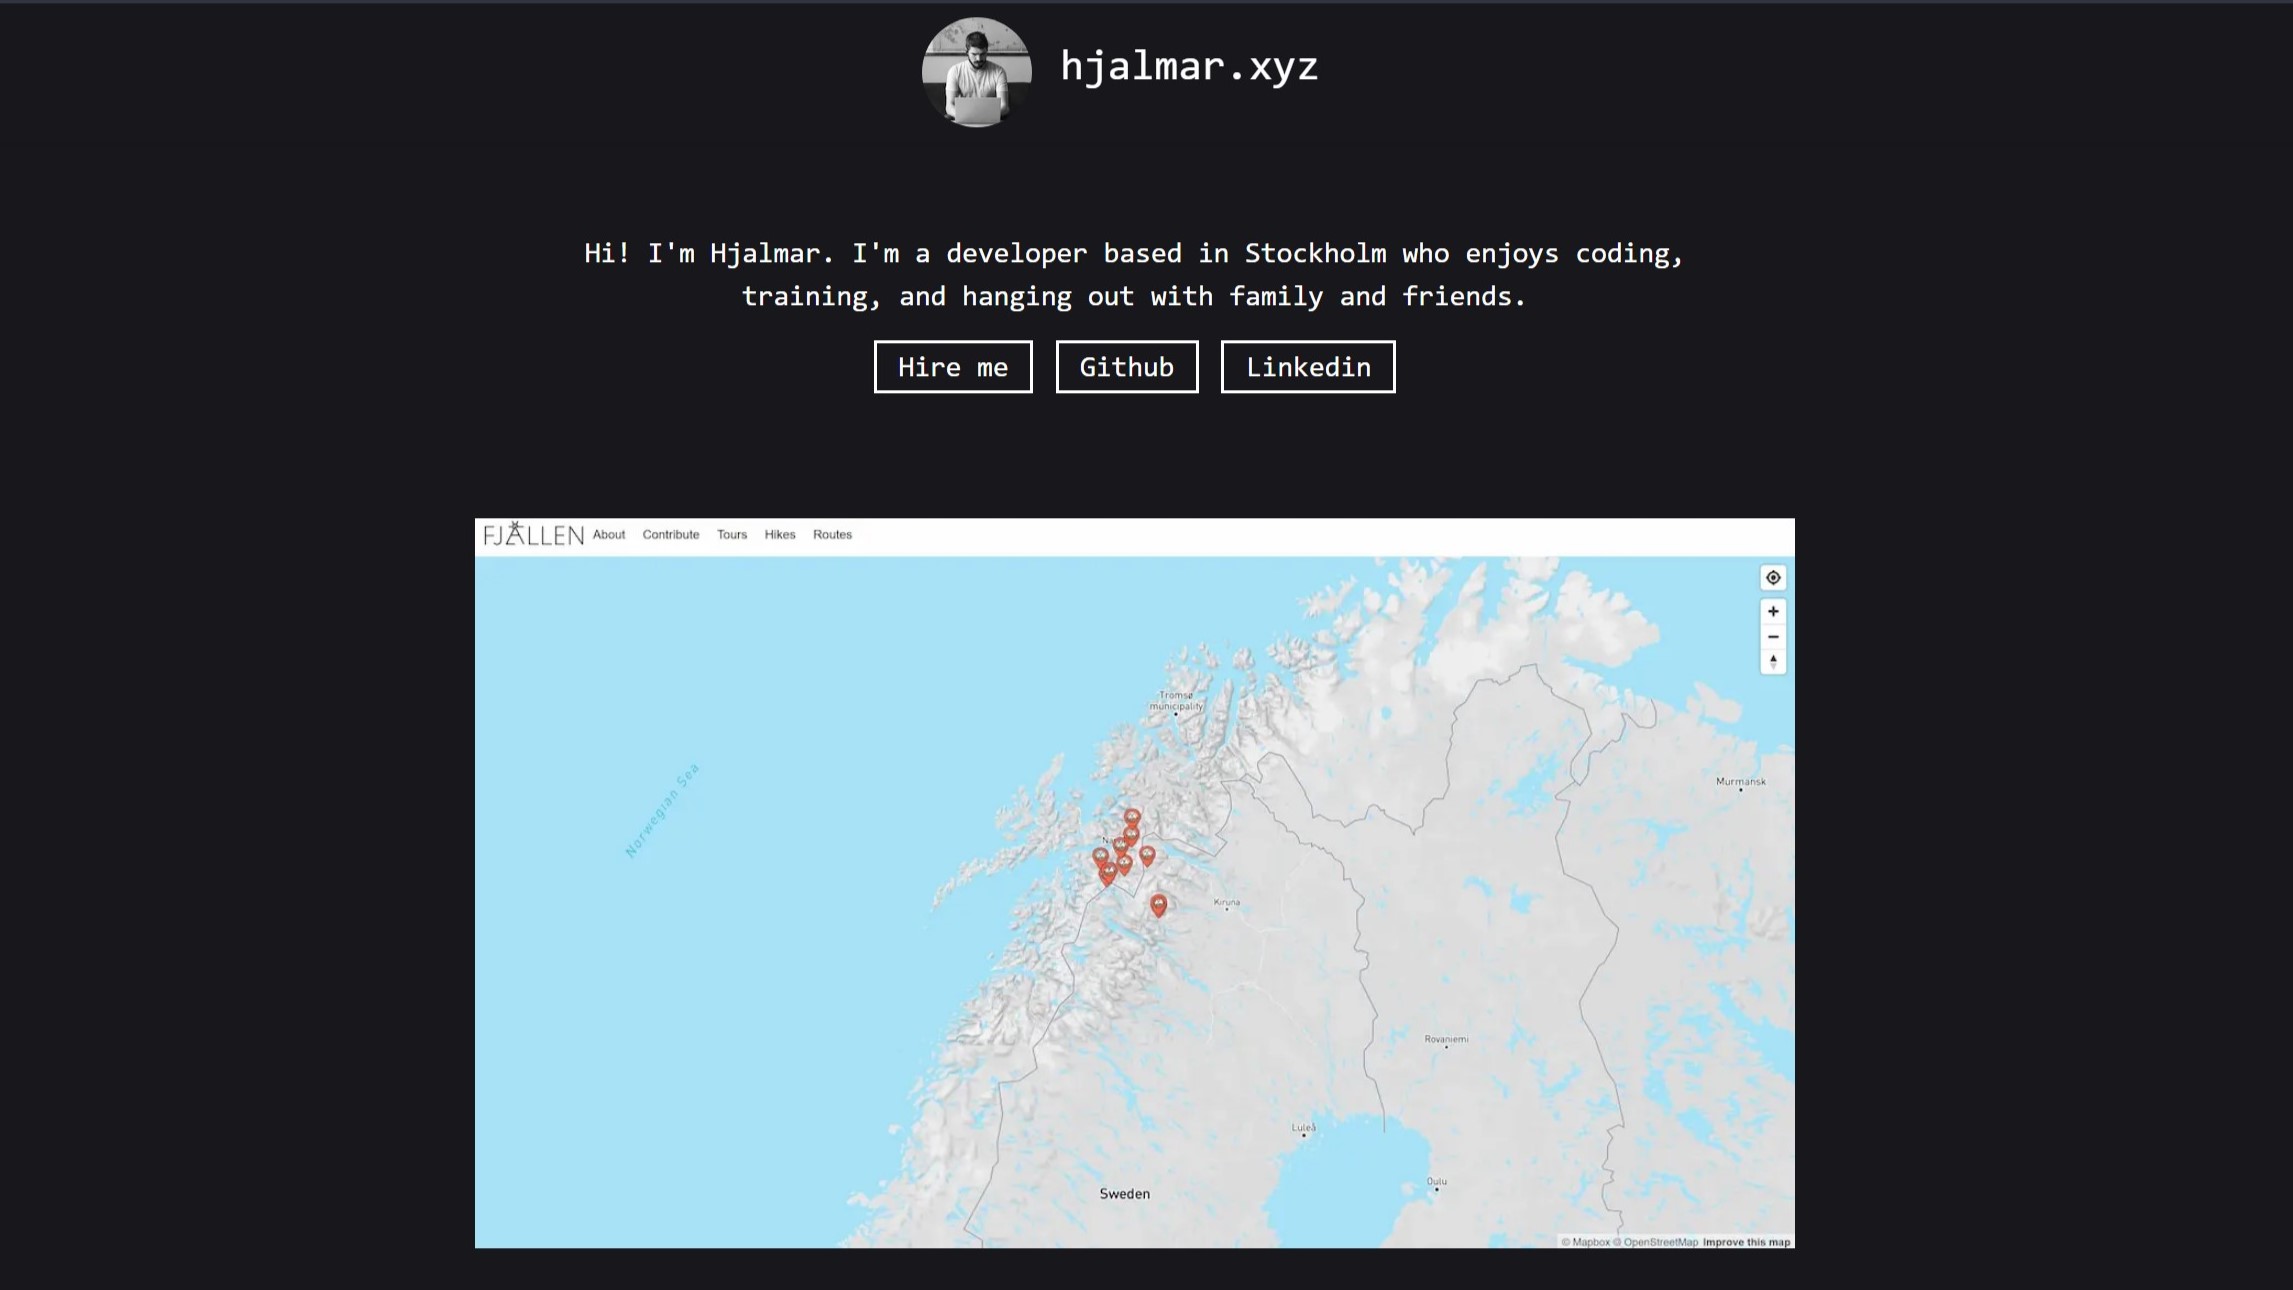 hjalmar.xyz
Hi! I'm Hjalmar. I'm a developer based in Stockholm who enjoys coding,
training, and hanging out with family and friends.
Hire me
Github
Linkedin
FJÄLLEN About Contribute Tours Hikes Routes
Tromsø
municipality
Murmansk
Norwegian Sea
Kiruna
Rovaniemi
Luleå
Oulu
Sweden
© Mapbox © OpenStreetMap Improve this map